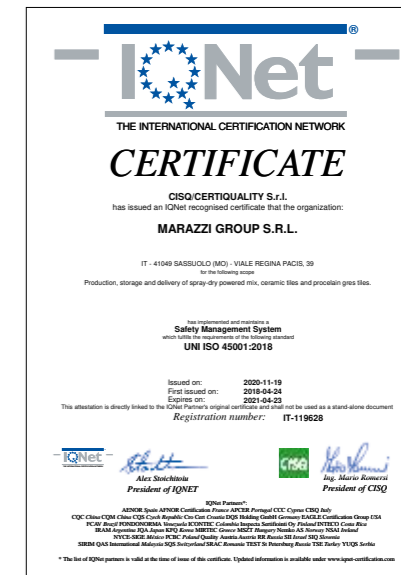 IQNet
®
THE INTERNATIONAL CERTIFICATION NETWORK
CERTIFICATE
CISQ/CERTIQUALITY S.r.l.
has issued an IQNet recognised certificate that the organization:
MARAZZI GROUP S.R.L.
IT - 41049 SASSUOLO (MO) - VIALE REGINA PACIS, 39
for the following scope
Production, storage and delivery of spray-dry powered mix, ceramic tiles and procelain gres tiles.
has implemented and maintains a
Safety Management System
which fulfills the requirements of the following standard
UNI ISO 45001:2018
Issued on: 2020-11-19
First issued on: 2018-04-24
Expires on: 2021-04-23
This attestation is directly linked to the IQNet Partner's original certificate and shall not be used as a stand-alone document
Registration number: IT-119628
IQNet
CISQ
Alex Stoichitoiu
Ing. Mario Romersi
President of IQNET
President of CISQ
IQNet Partners*:
AENOR Spain AFNOR Certification France APCER Portugal CCC Cyprus CISQ Italy
CQC China CQM China CQS Czech Republic Cro Cert Croatia DQS Holding GmbH Germany EAGLE Certification Group USA
FCAV Brazil FONDONORMA Venezuela ICONTEC Colombia Inspecta Sertifiointi Oy Finland INTECO Costa Rica
IRAM Argentina JQA Japan KFQ Korea MIRTEC Greece MSZT Hungary Nemko AS Norway NSAI Ireland
NYCE-SIGE México PCBC Poland Quality Austria Austria RR Russia SII Israel SIQ Slovenia
SIRIM QAS International Malaysia SQS Switzerland SRAC Romania TEST St Petersburg Russia TSE Turkey YUQS Serbia
* The list of IQNet partners is valid at the time of issue of this certificate. Updated information is available under www.iqnet-certification.com